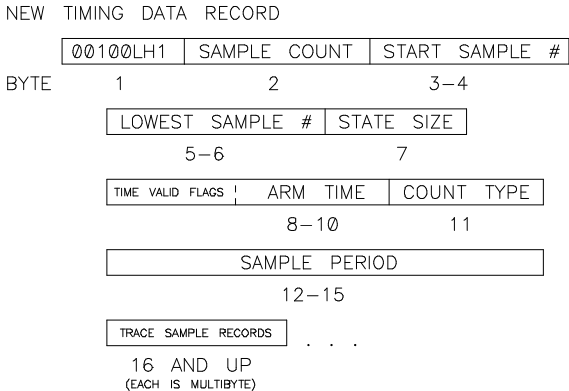 NEW TIMING DATA RECORD
00100LH1 SAMPLE COUNT START SAMPLE #
BYTE 1 2 3-4
LOWEST SAMPLE # STATE SIZE
5-6 7
TIME VALID FLAGS ARM TIME COUNT TYPE
8-10 11
SAMPLE PERIOD
12-15
TRACE SAMPLE RECORDS . . .
16 AND UP
(EACH IS MULTIBYTE)